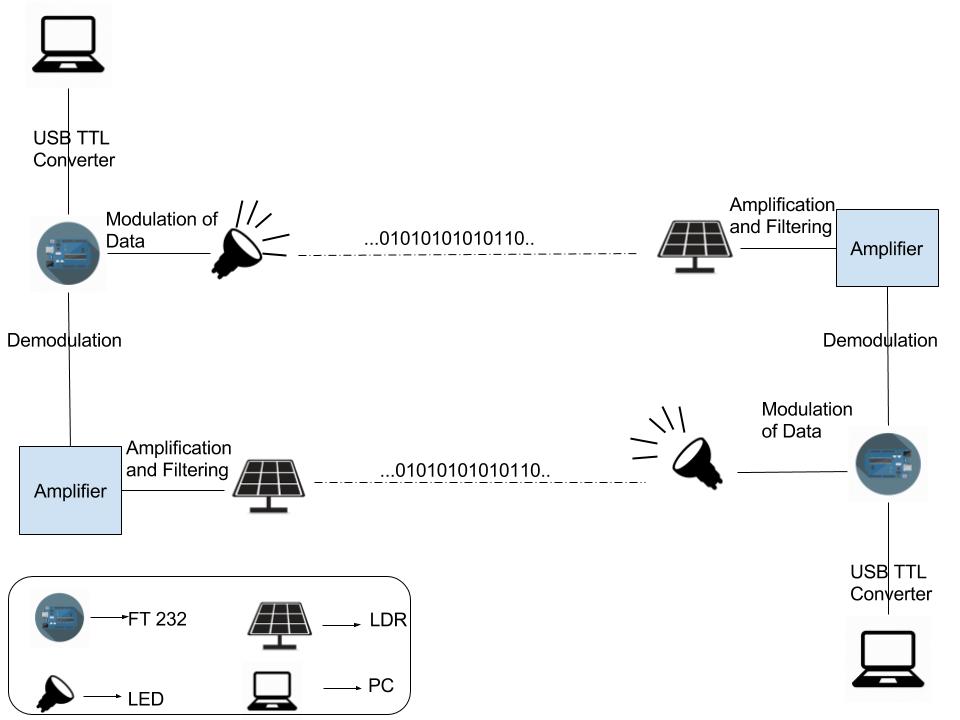 USB TTL
Converter
Modulation of
Data
...01010101010110..
Amplification
and Filtering
Amplifier
Demodulation
Demodulation
Modulation
of Data
Amplification
and Filtering
...01010101010110..
Amplifier
USB TTL
Converter
FT 232
LDR
LED
PC